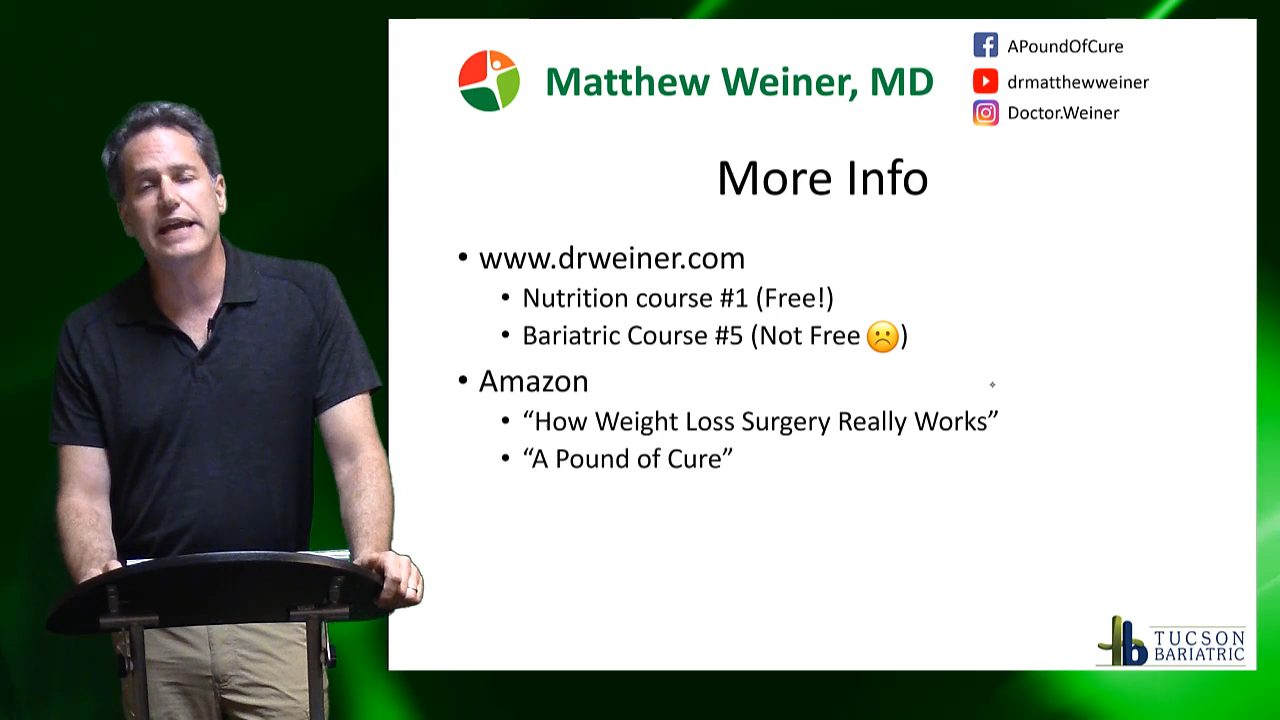 Matthew Weiner, MD
APoundOfCure
drmatthewweiner
Doctor.Weiner
More Info
• www.drweiner.com
• Nutrition course #1 (Free!)
• Bariatric Course #5 (Not Free ☹️)
• Amazon
• “How Weight Loss Surgery Really Works”
• “A Pound of Cure”
TUCSON
BARIATRIC